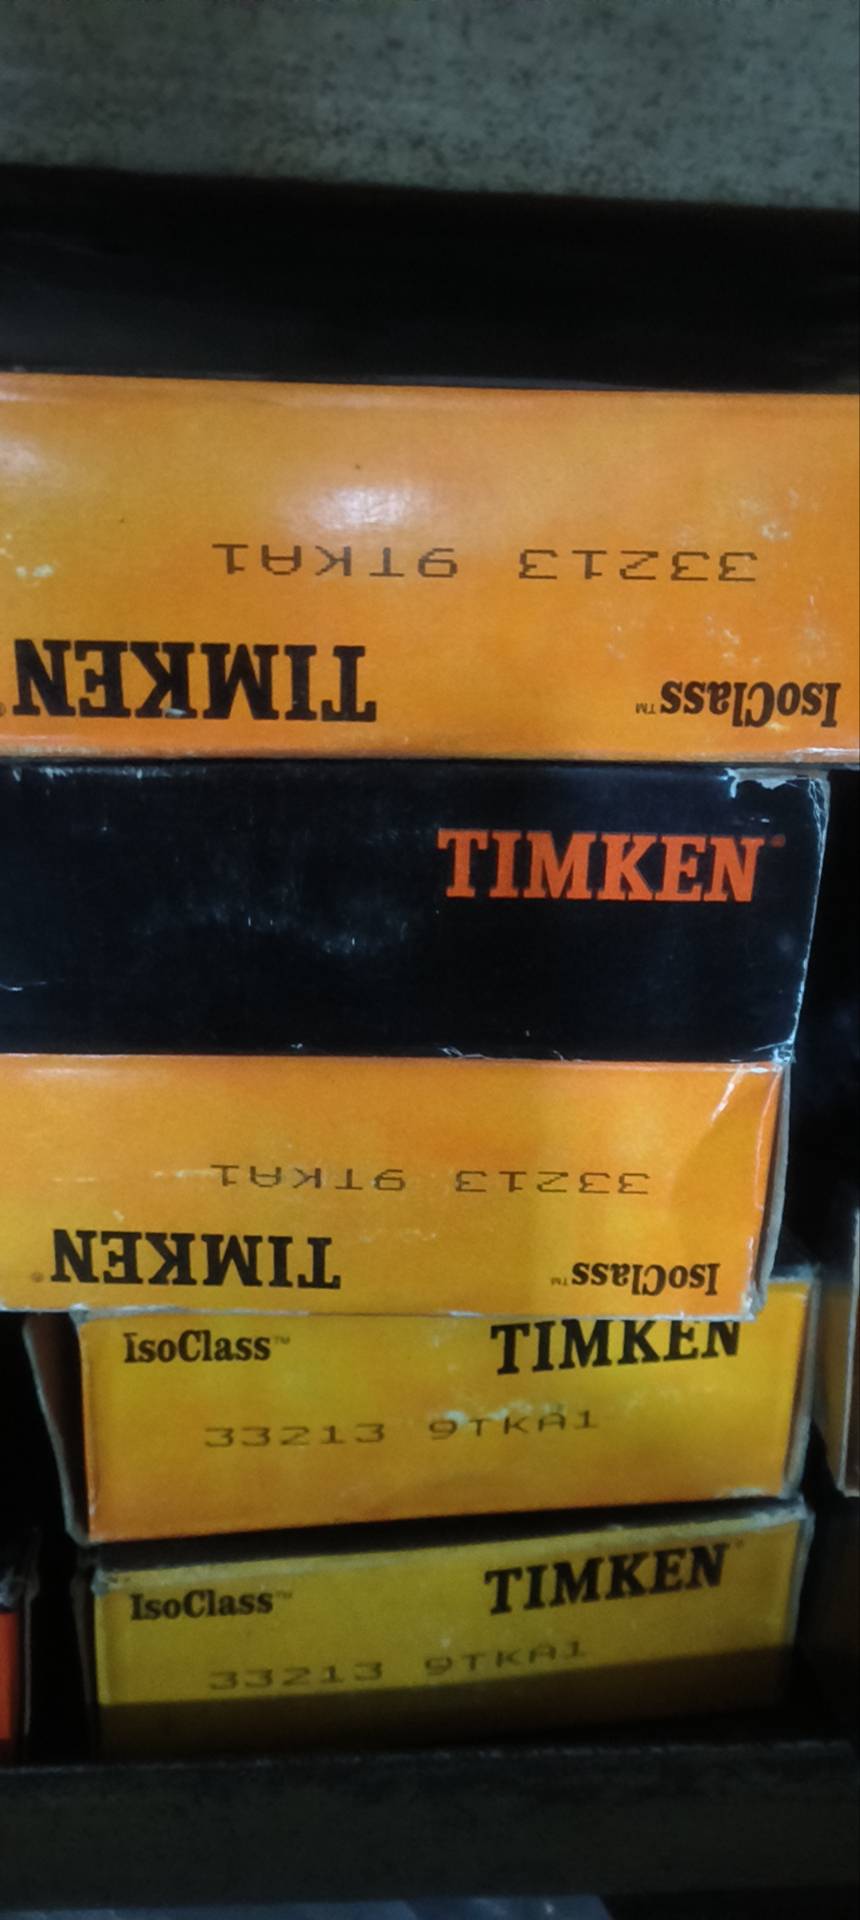 33213 9TKA1
IsoClass™ TIMKEN®
TIMKEN®
33213 9TKA1
IsoClass™ TIMKEN®
IsoClass™ TIMKEN
33213 9TKA1
IsoClass™ TIMKEN®
33213 9TKA1